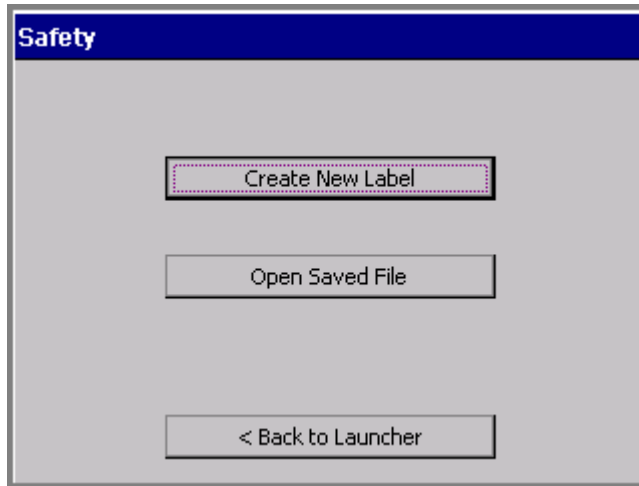 Safety
Create New Label
Open Saved File
< Back to Launcher